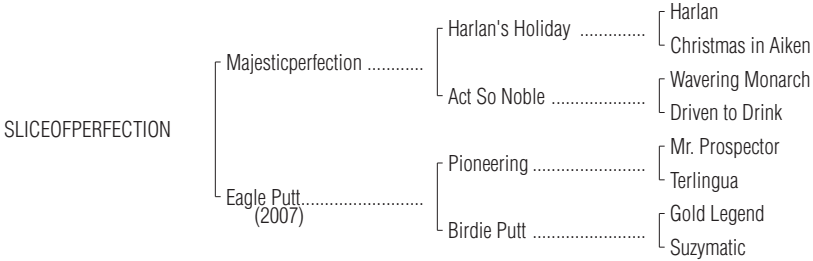 Harlan
Harlan's Holiday ..............
Christmas in Aiken
Majesticperfection ............
Wavering Monarch
Act So Noble ....................
Driven to Drink
SLICEOFPERFECTION
Mr. Prospector
Pioneering ........................
Terlingua
Eagle Putt..........................
(2007)
Gold Legend
Birdie Putt ........................
Suzymatic